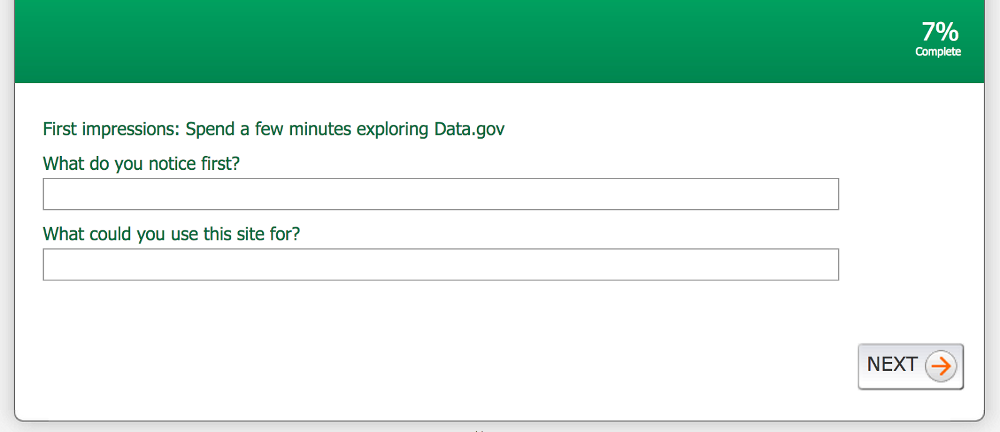 7%
Complete
First impressions: Spend a few minutes exploring Data.gov
What do you notice first?
What could you use this site for?
NEXT